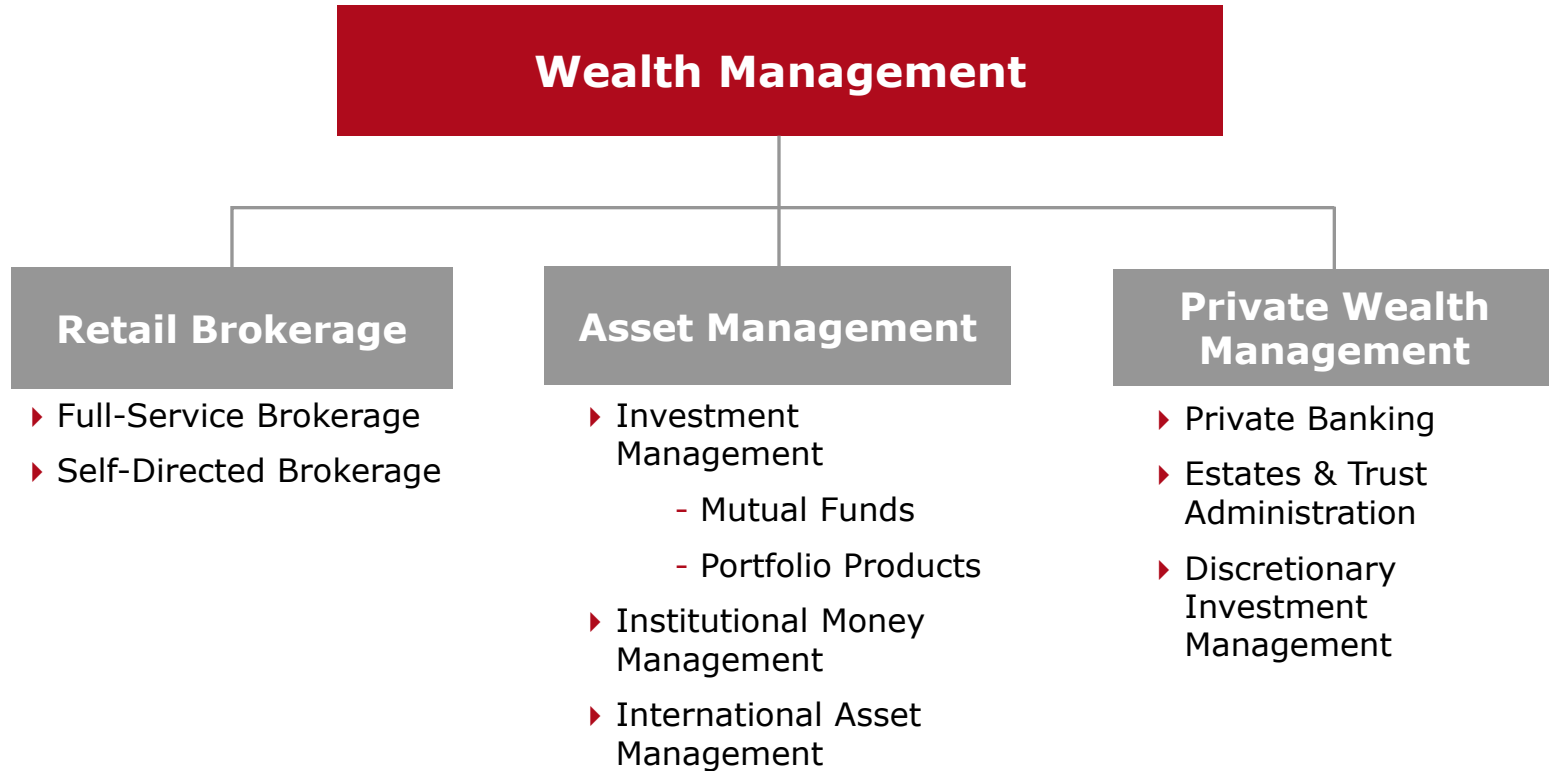 Wealth Management
Retail Brokerage
Full-Service Brokerage
Self-Directed Brokerage
Asset Management
Investment
Management
- Mutual Funds
- Portfolio Products
Institutional Money
Management
International Asset
Management
Private Wealth
Management
Private Banking
Estates & Trust
Administration
Discretionary
Investment
Management